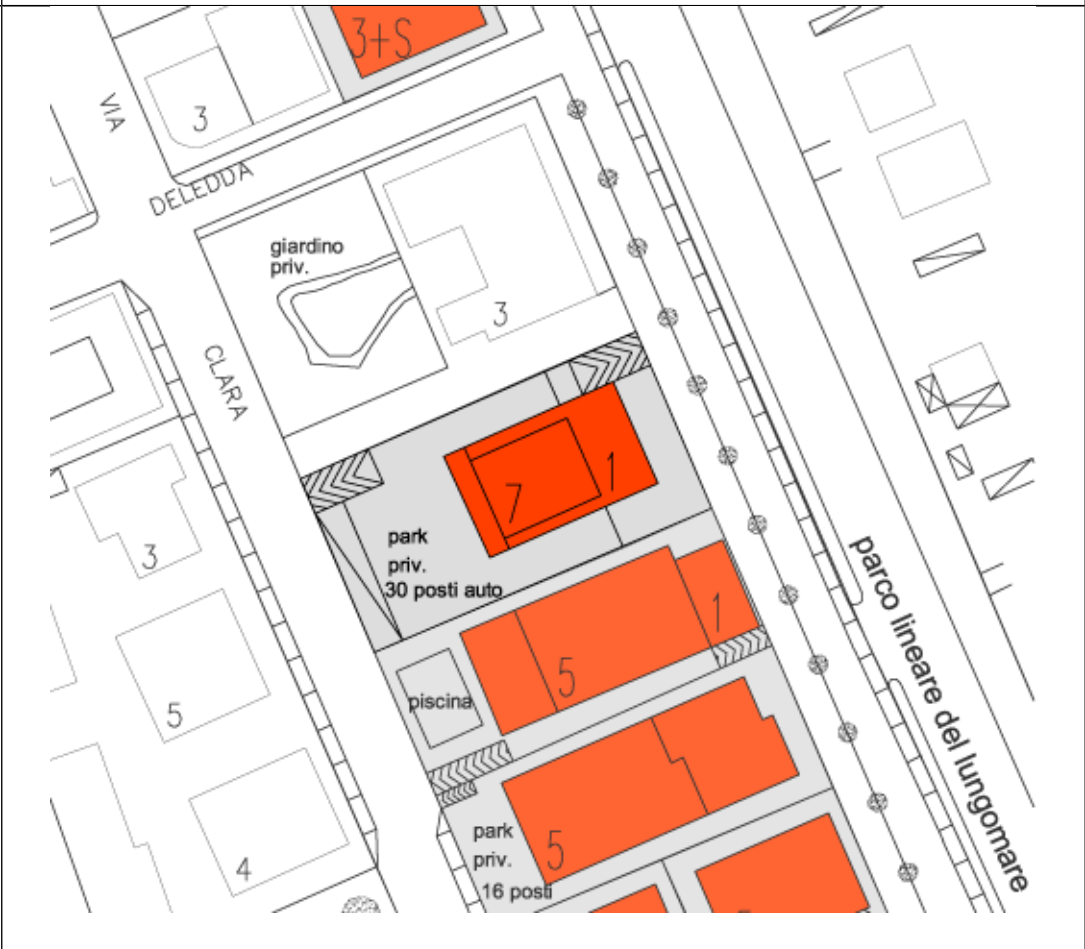 3+S
3
VIA
DELEDDA
giardino
priv.
3
CLARA
7
1
3
park
priv.
30 posti auto
1
5
5
piscina
parco lineare del lungomare
4
park
priv.
16 posti
5